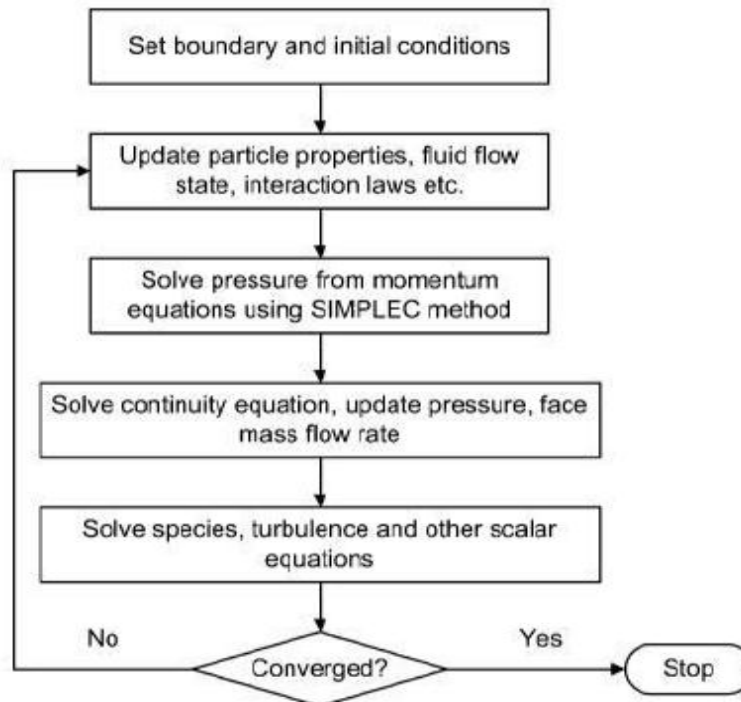 Set boundary and initial conditions
Update particle properties, fluid flow
state, interaction laws etc.
Solve pressure from momentum
equations using SIMPLEC method
Solve continuity equation, update pressure, face
mass flow rate
Solve species, turbulence and other scalar
equations
No
Yes
Converged?
Stop